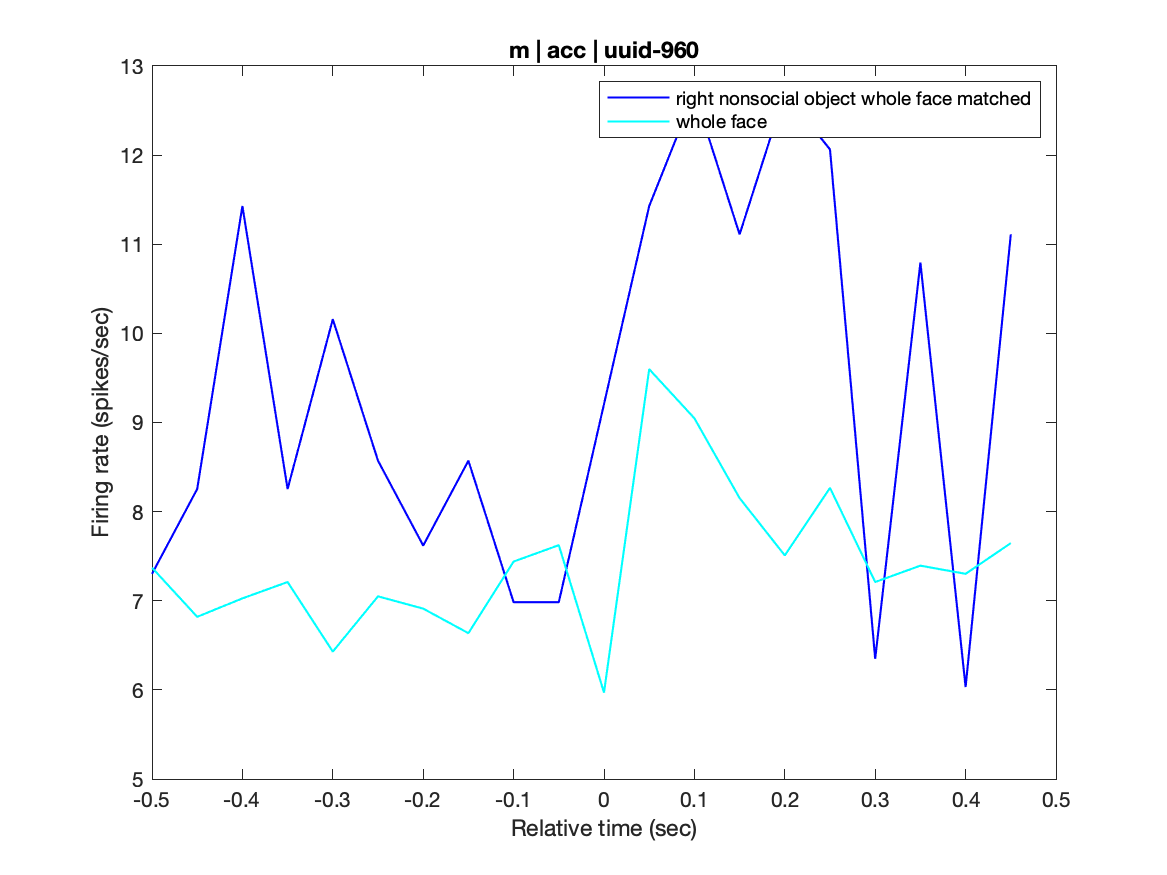 m | acc | uuid-960
right nonsocial object whole face matched
whole face
Firing rate (spikes/sec)
13
12
11
10
9
8
7
6
5
-0.5 -0.4 -0.3 -0.2 -0.1 0 0.1 0.2 0.3 0.4 0.5
Relative time (sec)